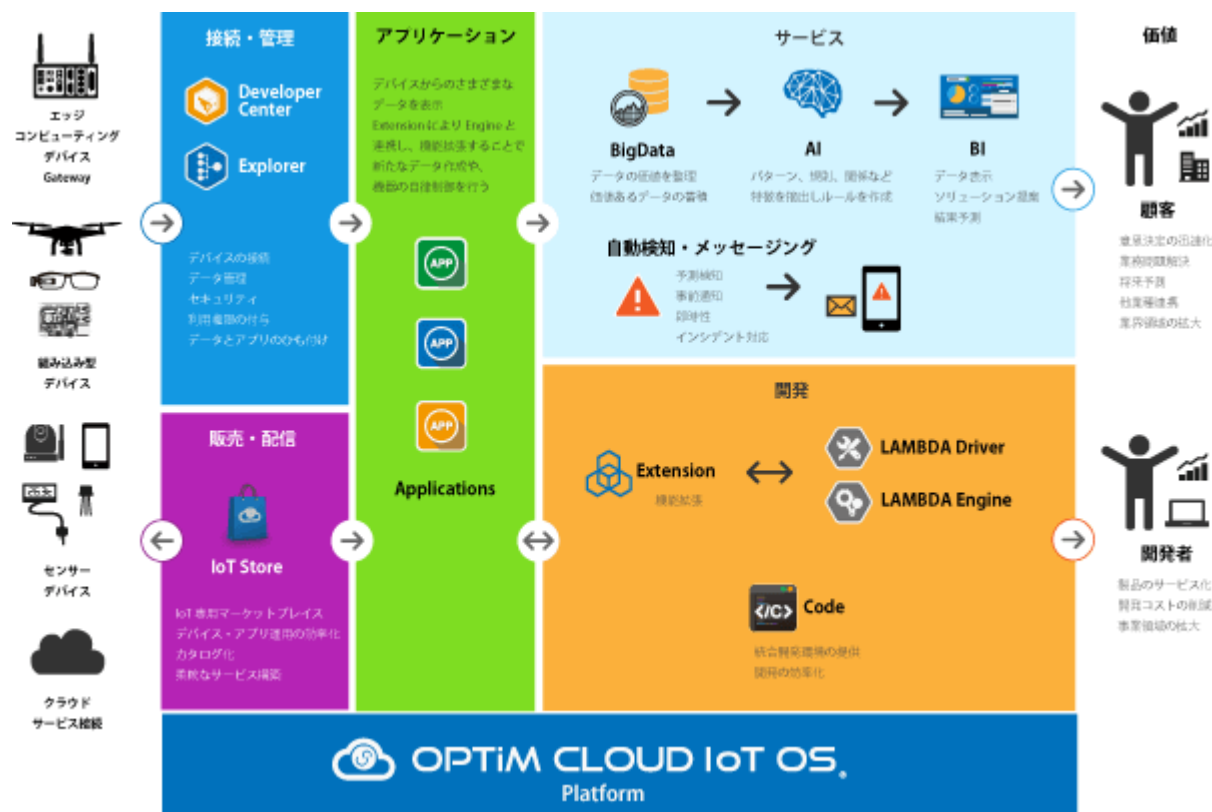 エッジ
コンピューティング
デバイス
Gateway
組み込み型
デバイス
センサー
デバイス
クラウド
サービス接続
接続・管理
Developer
Center
Explorer
デバイスの接続
データ管理
セキュリティ
利用権限の付与
データとアプリのひも付け
販売・配信
IoT Store
IoT 専用マーケットプレイス
デバイス・アプリ運用の効率化
カタログ化
柔軟なサービス構築
アプリケーション
デバイスからのさまざまな
データを表示
Extensionにより Engine と
連携し、機能拡張することで
新たなデータ作成や、
機器の自律制御を行う
APP
APP
APP
Applications
サービス
BigData
データの価値を整理
価値あるデータの蓄積
AI
パターン、規則、関係など
特徴を抽出しルールを作成
BI
データ表示
ソリューション提案
結果予測
自動検知・メッセージング
予測検知
事前通知
即時性
インシデント対応
開発
Extension
機能拡張
LAMBDA Driver
LAMBDA Engine
</C>
Code
統合開発環境の提供
開発の効率化
価値
顧客
意思決定の迅速化
業務問題解決
将来予測
他業種連携
業界領域の拡大
開発者
製品のサービス化
開発コストの削減
事業領域の拡大
OPTiM CLOUD IoT OS.
Platform